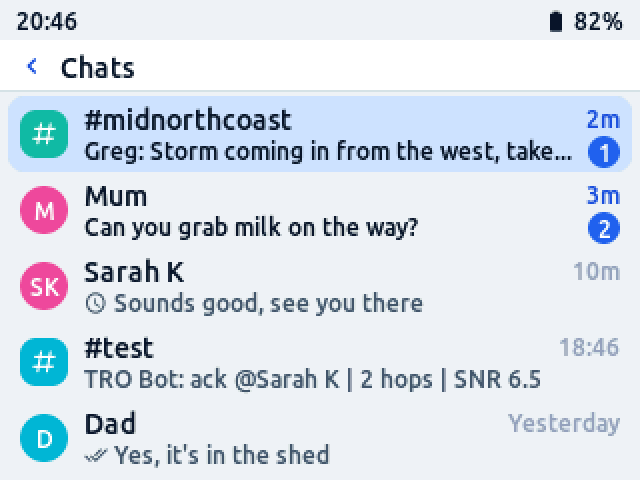 20:46 82%
Chats
# #midnorthcoast 2m
Greg: Storm coming in from the west, take... 1
M Mum 3m
Can you grab milk on the way? 2
SK Sarah K 10m
Sounds good, see you there
# #test 18:46
TRO Bot: ack @Sarah K | 2 hops | SNR 6.5
D Dad Yesterday
Yes, it's in the shed